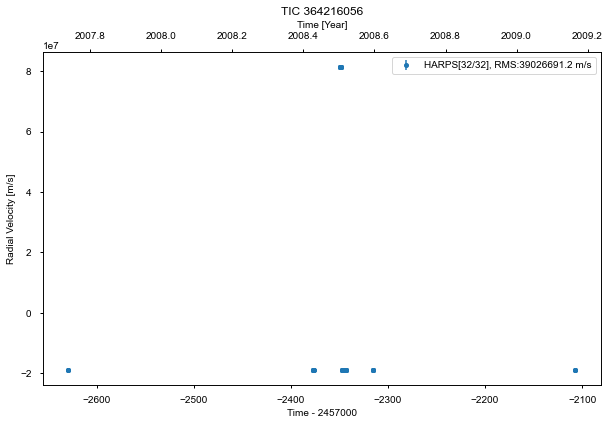 TIC 364216056
Time [Year]
2007.8 2008.0 2008.2 2008.4 2008.6 2008.8 2009.0 2009.2
1e7
HARPS[32/32], RMS:39026691.2 m/s
8
6
4
2
0
−2
Radial Velocity [m/s]
−2600 −2500 −2400 −2300 −2200 −2100
Time - 2457000